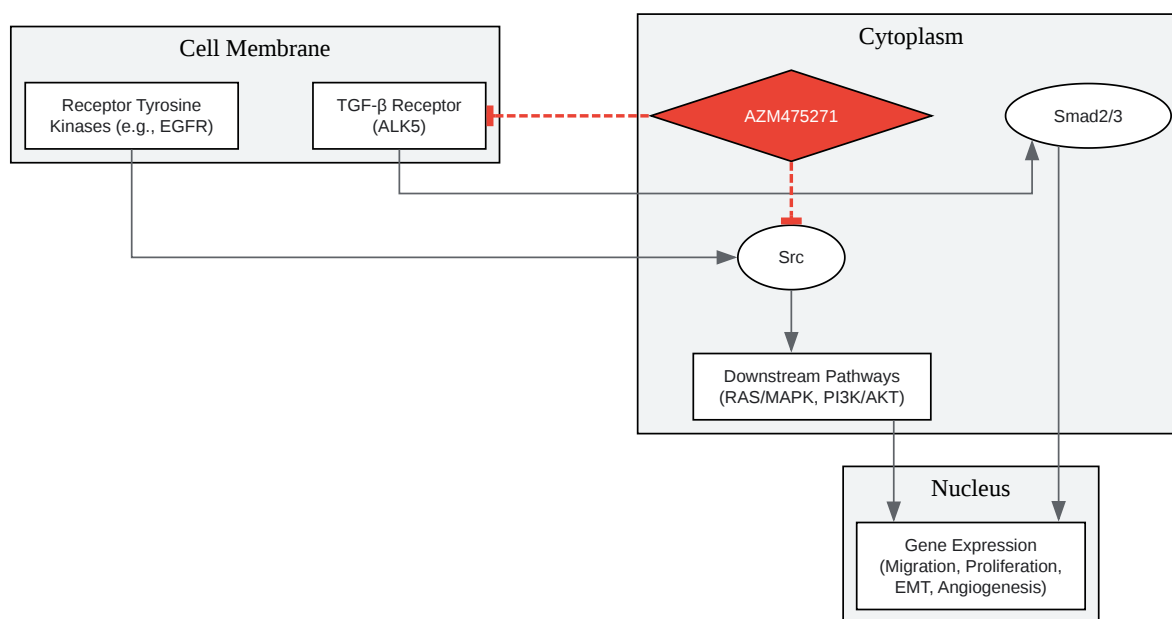 Cell Membrane
Receptor Tyrosine
Kinases (e.g., EGFR)
TGF-β Receptor
(ALK5)
Cytoplasm
AZM475271
Smad2/3
Src
Downstream Pathways
(RAS/MAPK, PI3K/AKT)
Nucleus
Gene Expression
(Migration, Proliferation,
EMT, Angiogenesis)